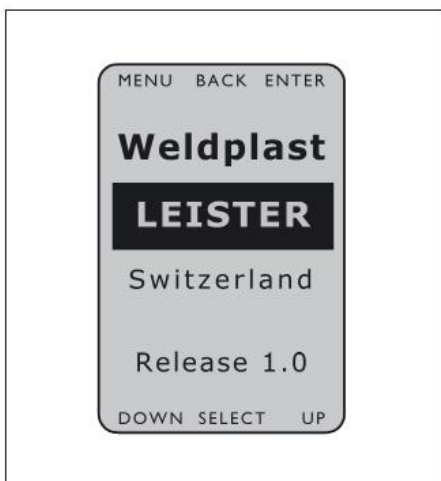 MENU BACK ENTER
Weldplast
LEISTER
Switzerland
Release 1.0
DOWN SELECT UP